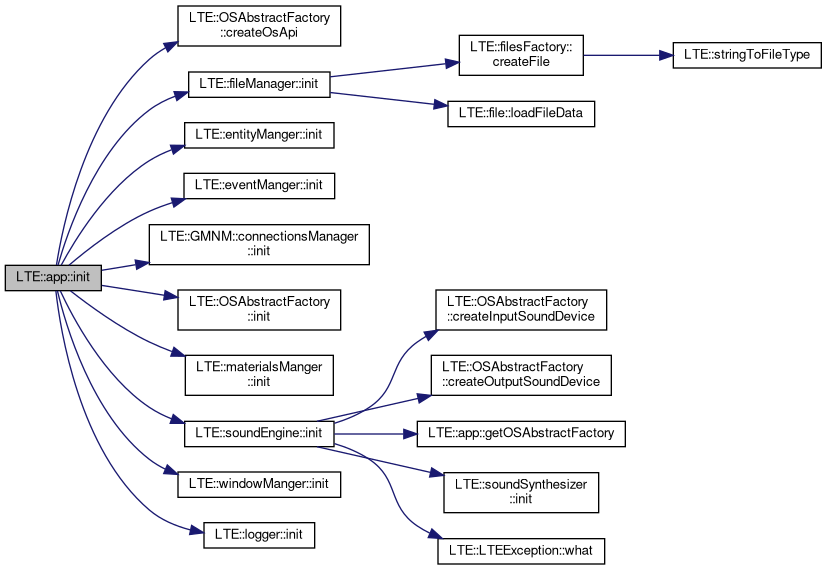 LTE::app::init
LTE::OSAbstractFactory
::createOsApi
LTE::fileManager::init
LTE::entityManger::init
LTE::eventManger::init
LTE::GMNM::connectionsManager
::init
LTE::OSAbstractFactory
::init
LTE::materialsManger
::init
LTE::soundEngine::init
LTE::windowManger::init
LTE::logger::init
LTE::filesFactory::
createFile
LTE::file::loadFileData
LTE::OSAbstractFactory
::createInputSoundDevice
LTE::OSAbstractFactory
::createOutputSoundDevice
LTE::app::getOSAbstractFactory
LTE::soundSynthesizer
::init
LTE::LTEException::what
LTE::stringToFileType